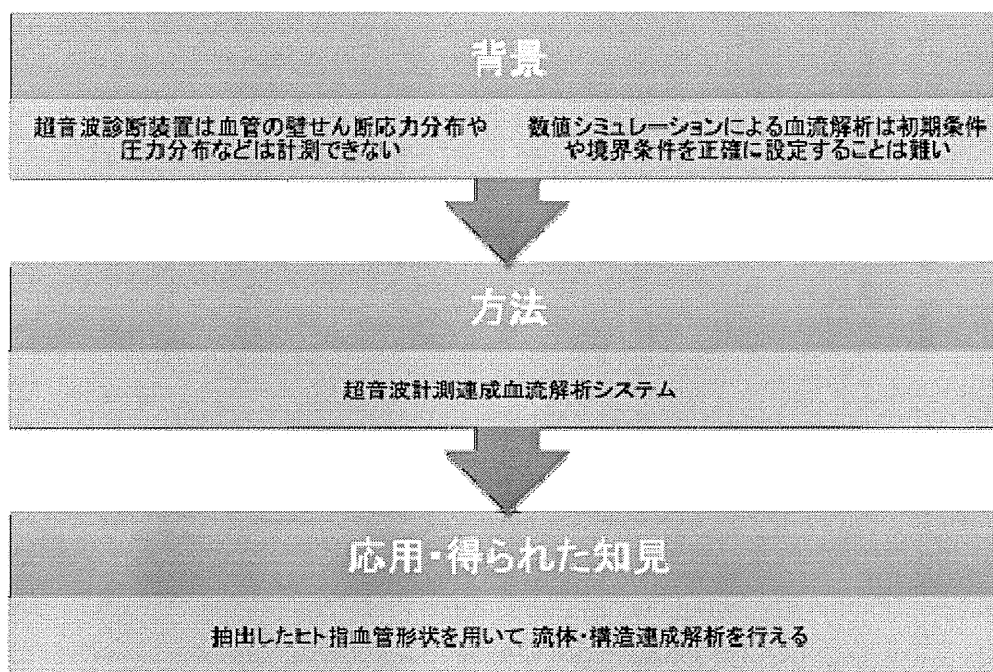 背景
超音波診断装置は血管の壁せん断応力分布や
圧力分布などは計測できない
数値シミュレーションによる血流解析は初期条件
や境界条件を正確に設定することは難い
方法
超音波計測連成血流解析システム
応用・得られた知見
抽出したヒト指血管形状を用いて 流体・構造連成解析を行える